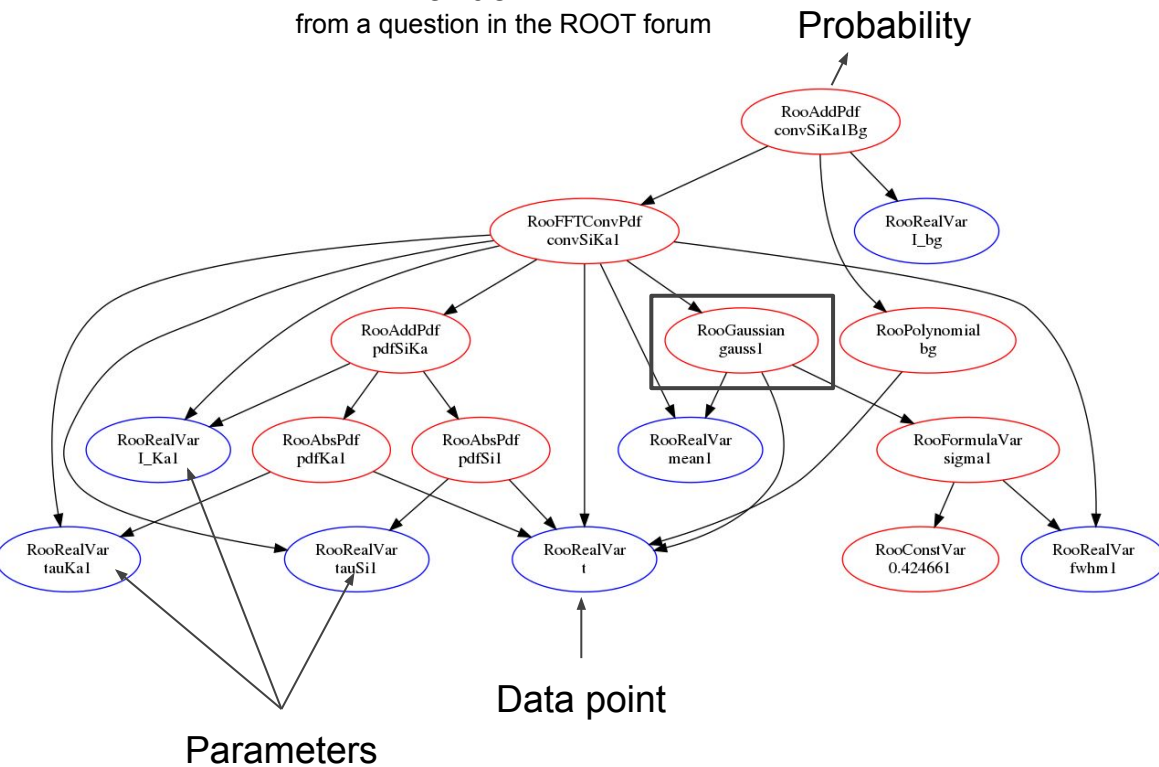 from a question in the ROOT forum
Probability
RooAddPdf
convSiKa1Bg
RooFFTConvPdf
convSiKa1
RooRealVar
I_bg
RooAddPdf
pdfSiKa
RooGaussian
gauss1
RooPolynomial
bg
RooRealVar
I_Ka1
RooAbsPdf
pdfKa1
RooAbsPdf
pdfSi1
RooRealVar
mean1
RooFormulaVar
sigma1
RooRealVar
tauKa1
RooRealVar
tauSi1
RooRealVar
t
RooConstVar
0.424661
RooRealVar
fwhm1
Data point
Parameters